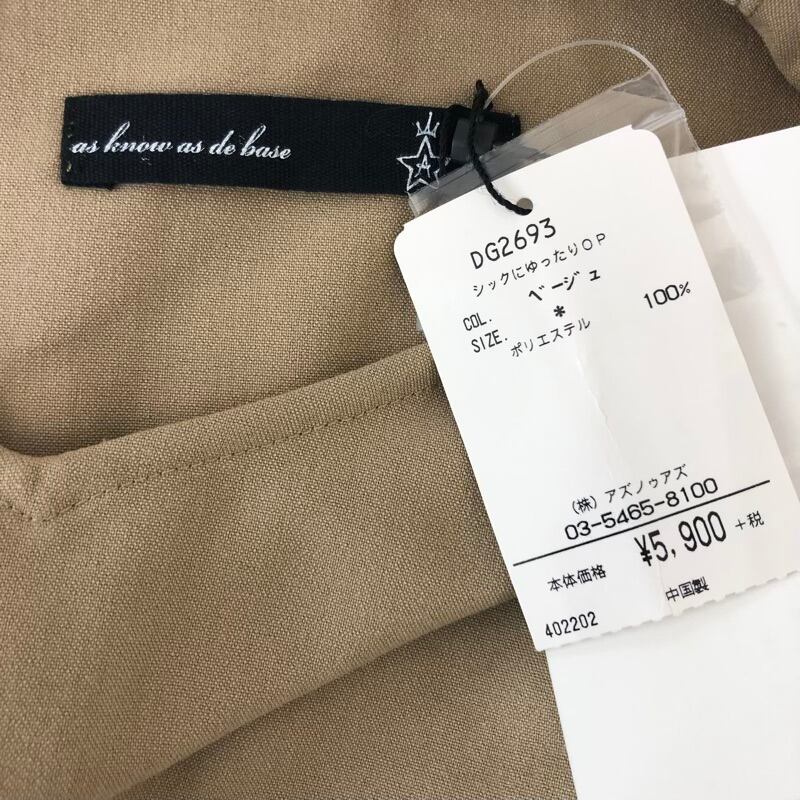 as know as de base
A
DG2693
シックにゆったりOP
COL. ベージュ
SIZE. *
ポリエステル 100%
(株)アズノゥアズ
03-5465-8100
本体価格 ¥5,900 +税
402202 中国製